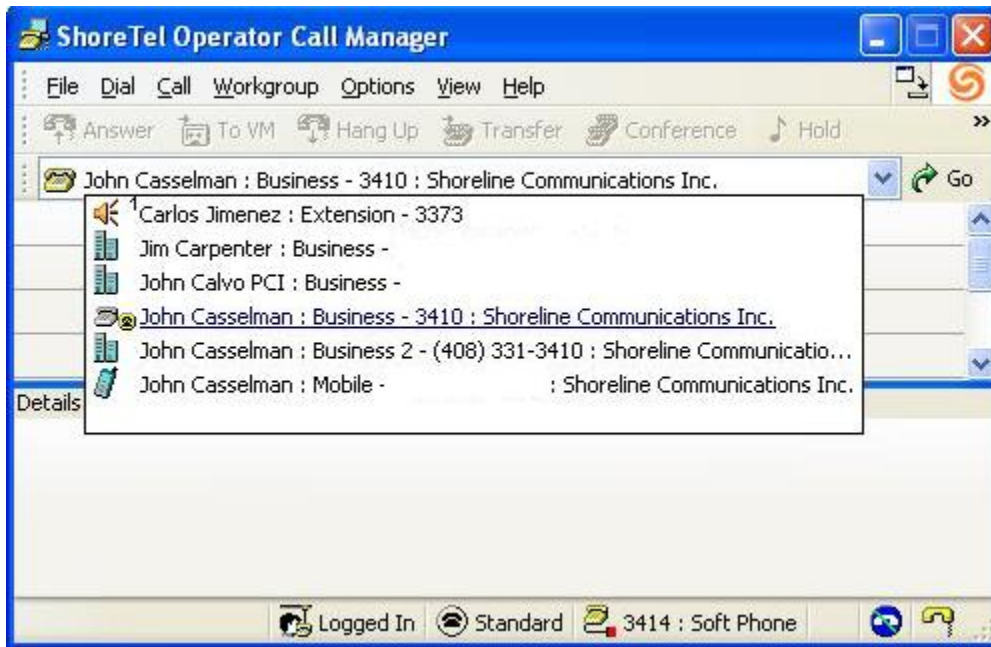 ShoreTel Operator Call Manager
File Dial Call Workgroup Options View Help
Answer To VM Hang Up Transfer Conference Hold »
John Casselman : Business - 3410 : Shoreline Communications Inc. Go
1 Carlos Jimenez : Extension - 3373
Jim Carpenter : Business -
John Calvo PCI : Business -
John Casselman : Business - 3410 : Shoreline Communications Inc.
John Casselman : Business 2 - (408) 331-3410 : Shoreline Communicatio...
John Casselman : Mobile - : Shoreline Communications Inc.
Details
Logged In Standard 3414 : Soft Phone